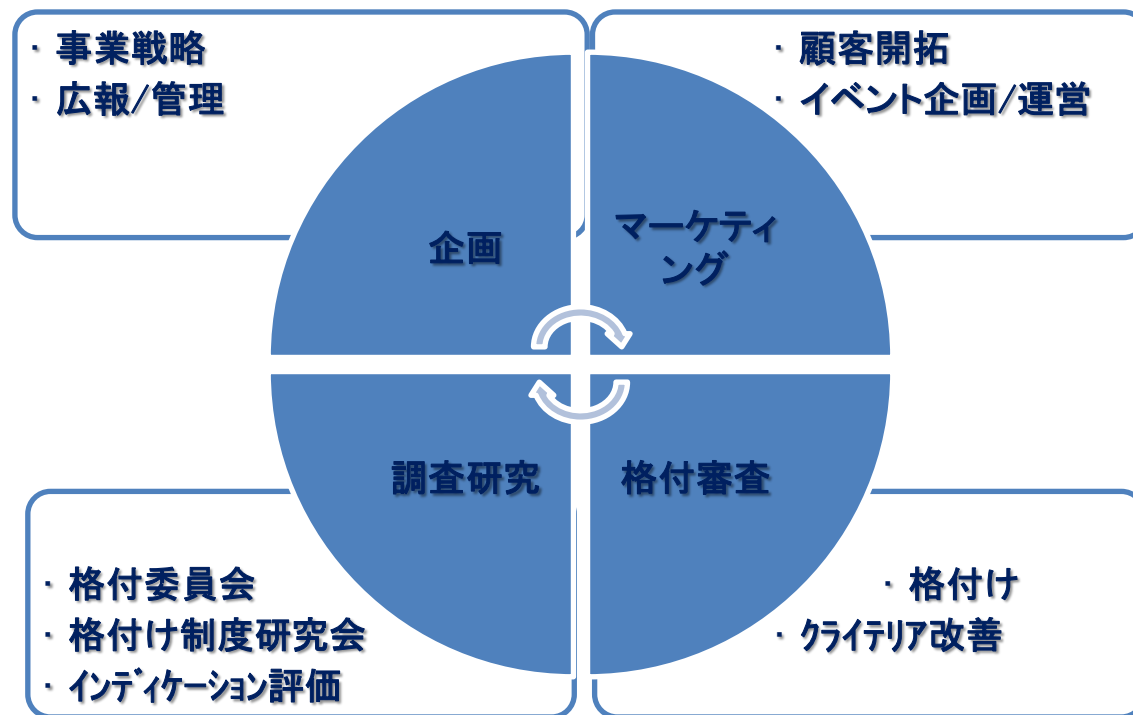 ・事業戦略
・広報/管理
・顧客開拓
・イベント企画/運営
企画
マーケティ
ング
調査研究
格付審査
・格付委員会
・格付け制度研究会
・インディケーション評価
・格付け
・クライテリア改善